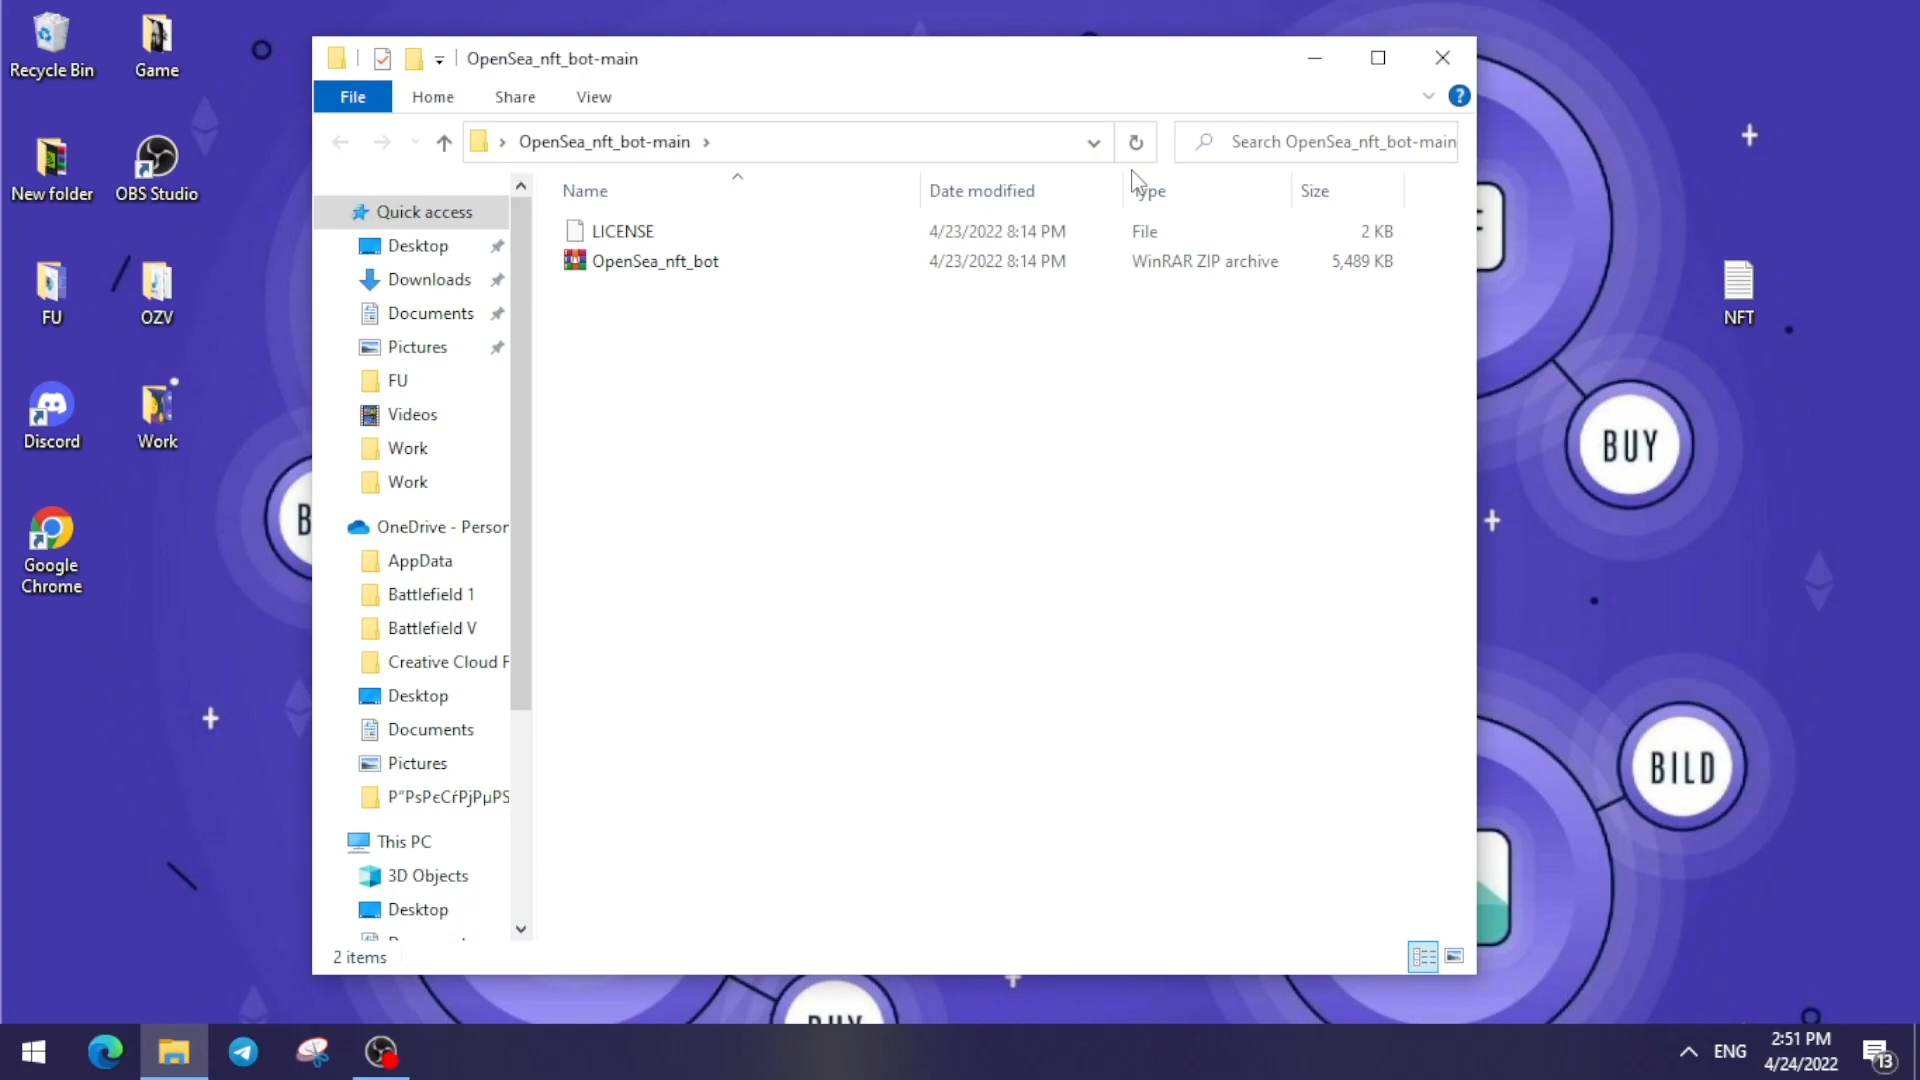 Recycle Bin
Game
New folder
OBS Studio
FU
OZV
Discord
Work
Google
Chrome
OpenSea_nft_bot-main
File
Home
Share
View
?
OpenSea_nft_bot-main
Search OpenSea_nft_bot-main
Name
Date modified
Type
Size
LICENSE
4/23/2022 8:14 PM
File
2 KB
OpenSea_nft_bot
4/23/2022 8:14 PM
WinRAR ZIP archive
5,489 KB
Quick access
Desktop
Downloads
Documents
Pictures
FU
Videos
Work
Work
OneDrive - Person
AppData
Battlefield 1
Battlefield V
Creative Cloud F
Desktop
Documents
Pictures
Р“РѕРєСѓРјРµРЅ
This PC
3D Objects
Desktop
2 items
NFT
BUY
BILD
B
BUY
ENG
2:51 PM
4/24/2022
13